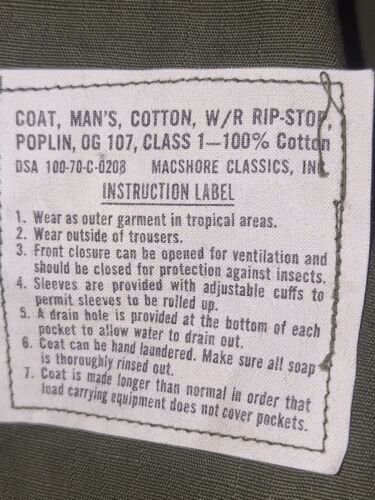 COAT, MAN'S, COTTON, W/R RIP-STOP,
POPLIN, OG 107, CLASS 1—100% Cotton
DSA 100-70-C-0208 MACSHORE CLASSICS, INC
INSTRUCTION LABEL
1. Wear as outer garment in tropical areas.
2. Wear outside of trousers.
3. Front closure can be opened for ventilation and
should be closed for protection against insects.
4. Sleeves are provided with adjustable cuffs to
permit sleeves to be rolled up.
5. A drain hole is provided at the bottom of each
pocket to allow water to drain out.
6. Coat can be hand laundered. Make sure all soap
is thoroughly rinsed out.
7. Coat is made longer than normal in order that
load carrying equipment does not cover pockets.